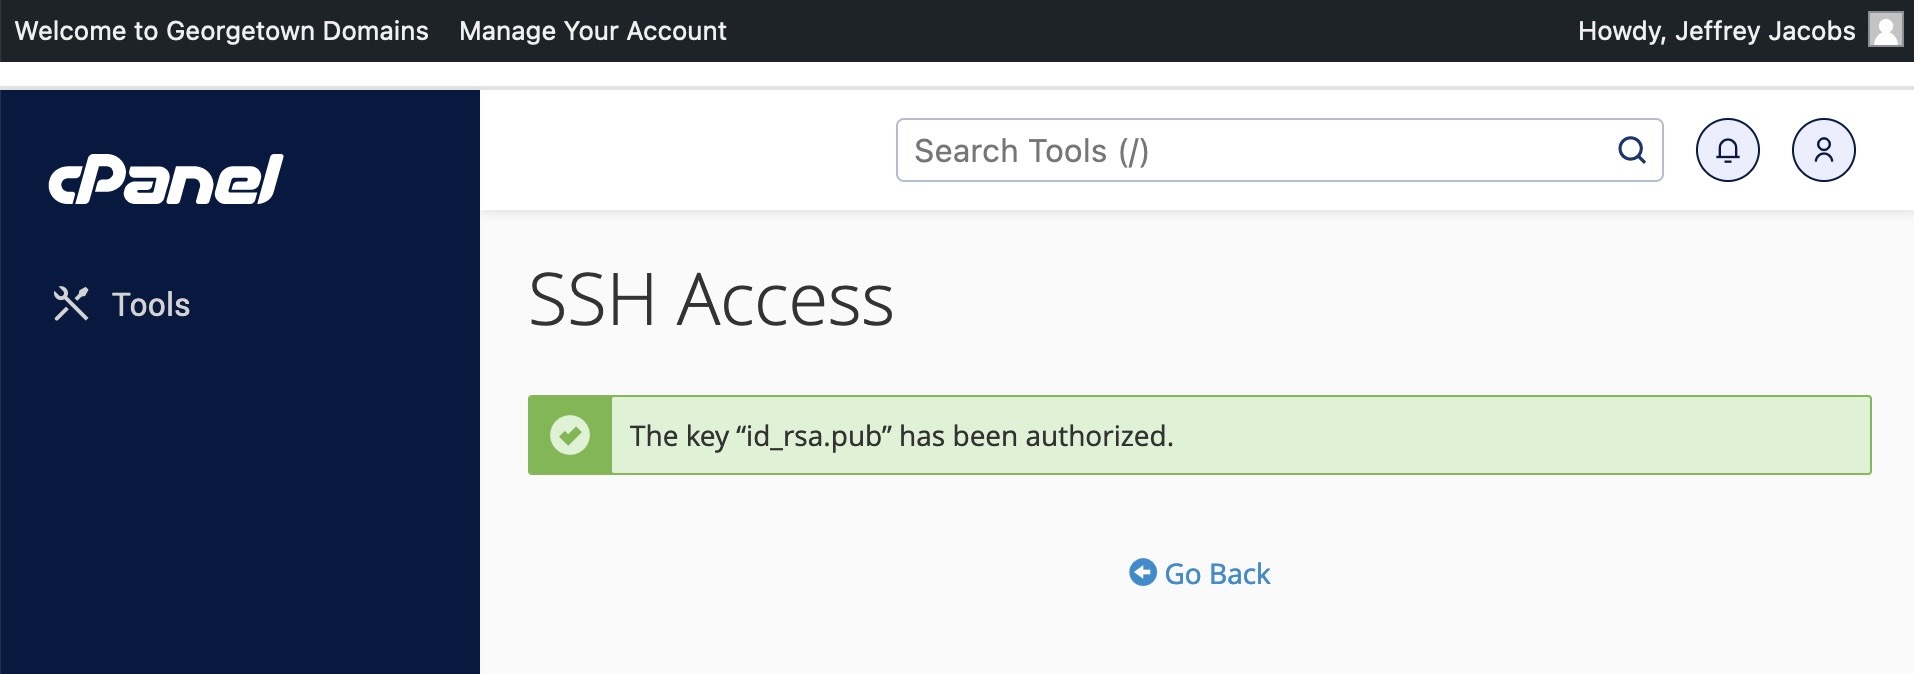 Welcome to Georgetown Domains Manage Your Account Howdy, Jeffrey Jacobs
cPanel
Search Tools (/)
Tools
SSH Access
The key “id_rsa.pub” has been authorized.
Go Back